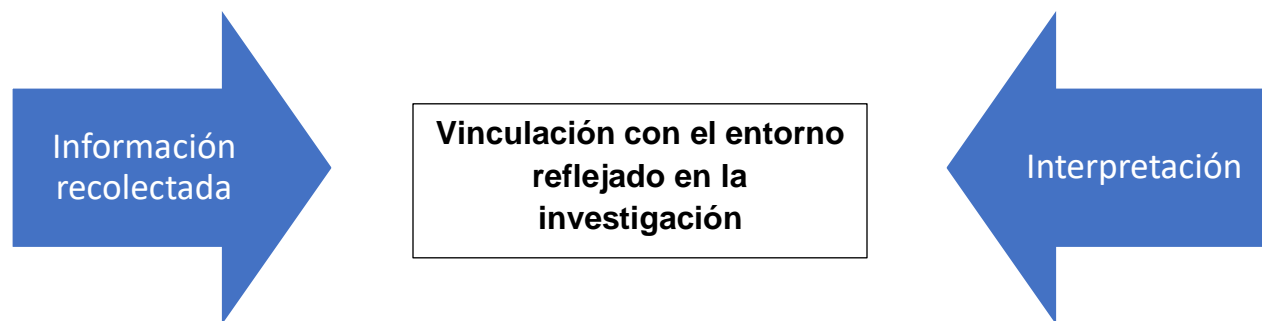 Información
recolectada
Vinculación con el entorno
reflejado en la
investigación
Interpretación